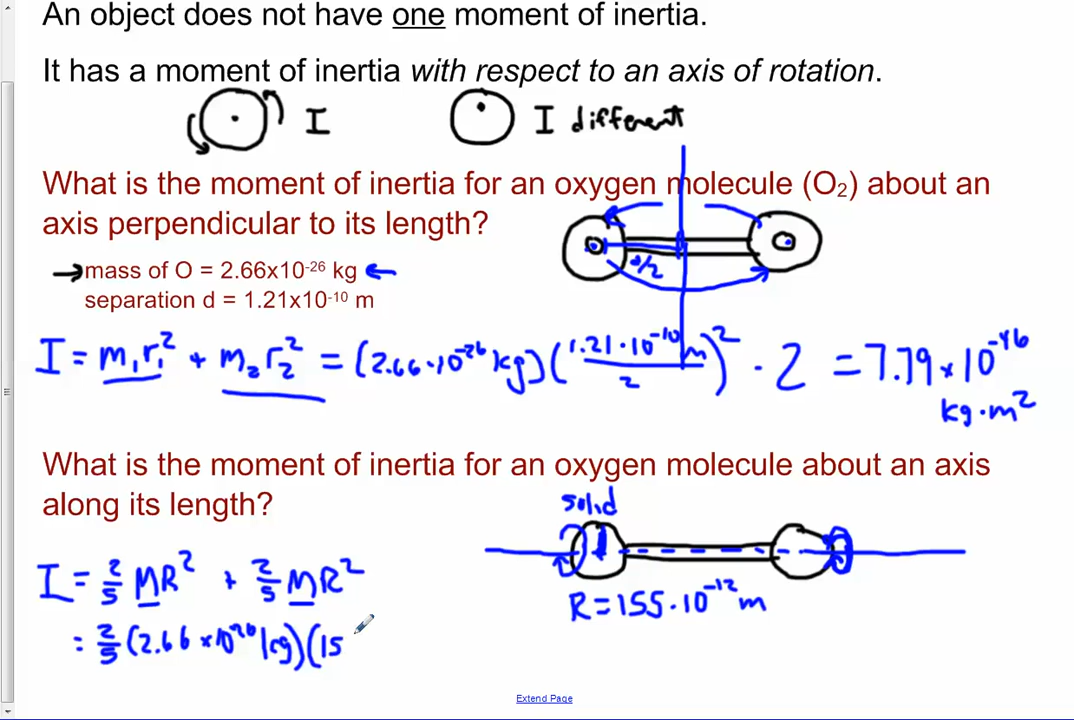 An object does not have one moment of inertia.
It has a moment of inertia with respect to an axis of rotation.
I I different
What is the moment of inertia for an oxygen molecule (O₂) about an
axis perpendicular to its length?
mass of O = 2.66x10⁻²⁶ kg
separation d = 1.21x10⁻¹⁰ m
d/2
I = m₁r₁² + m₂r₂² = (2.66·10⁻²⁶ kg)(1.21·10⁻¹⁰ m / 2)² · 2 = 7.79 × 10⁻⁴⁶
kg·m²
What is the moment of inertia for an oxygen molecule about an axis
along its length?
solid
I = 2/5 MR² + 2/5 MR²
R = 155·10⁻¹² m
= 2/5 (2.66 × 10⁻²⁶ kg)(15
Extend Page